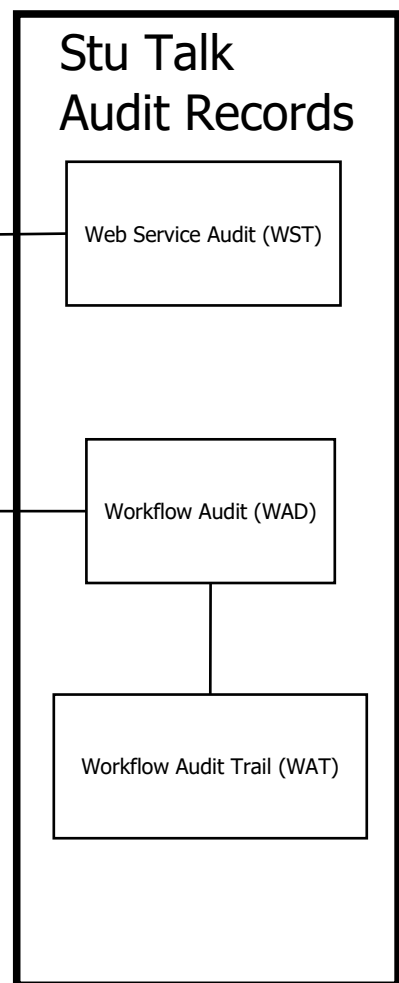 Stu Talk
Audit Records
Web Service Audit (WST)
Workflow Audit (WAD)
Workflow Audit Trail (WAT)